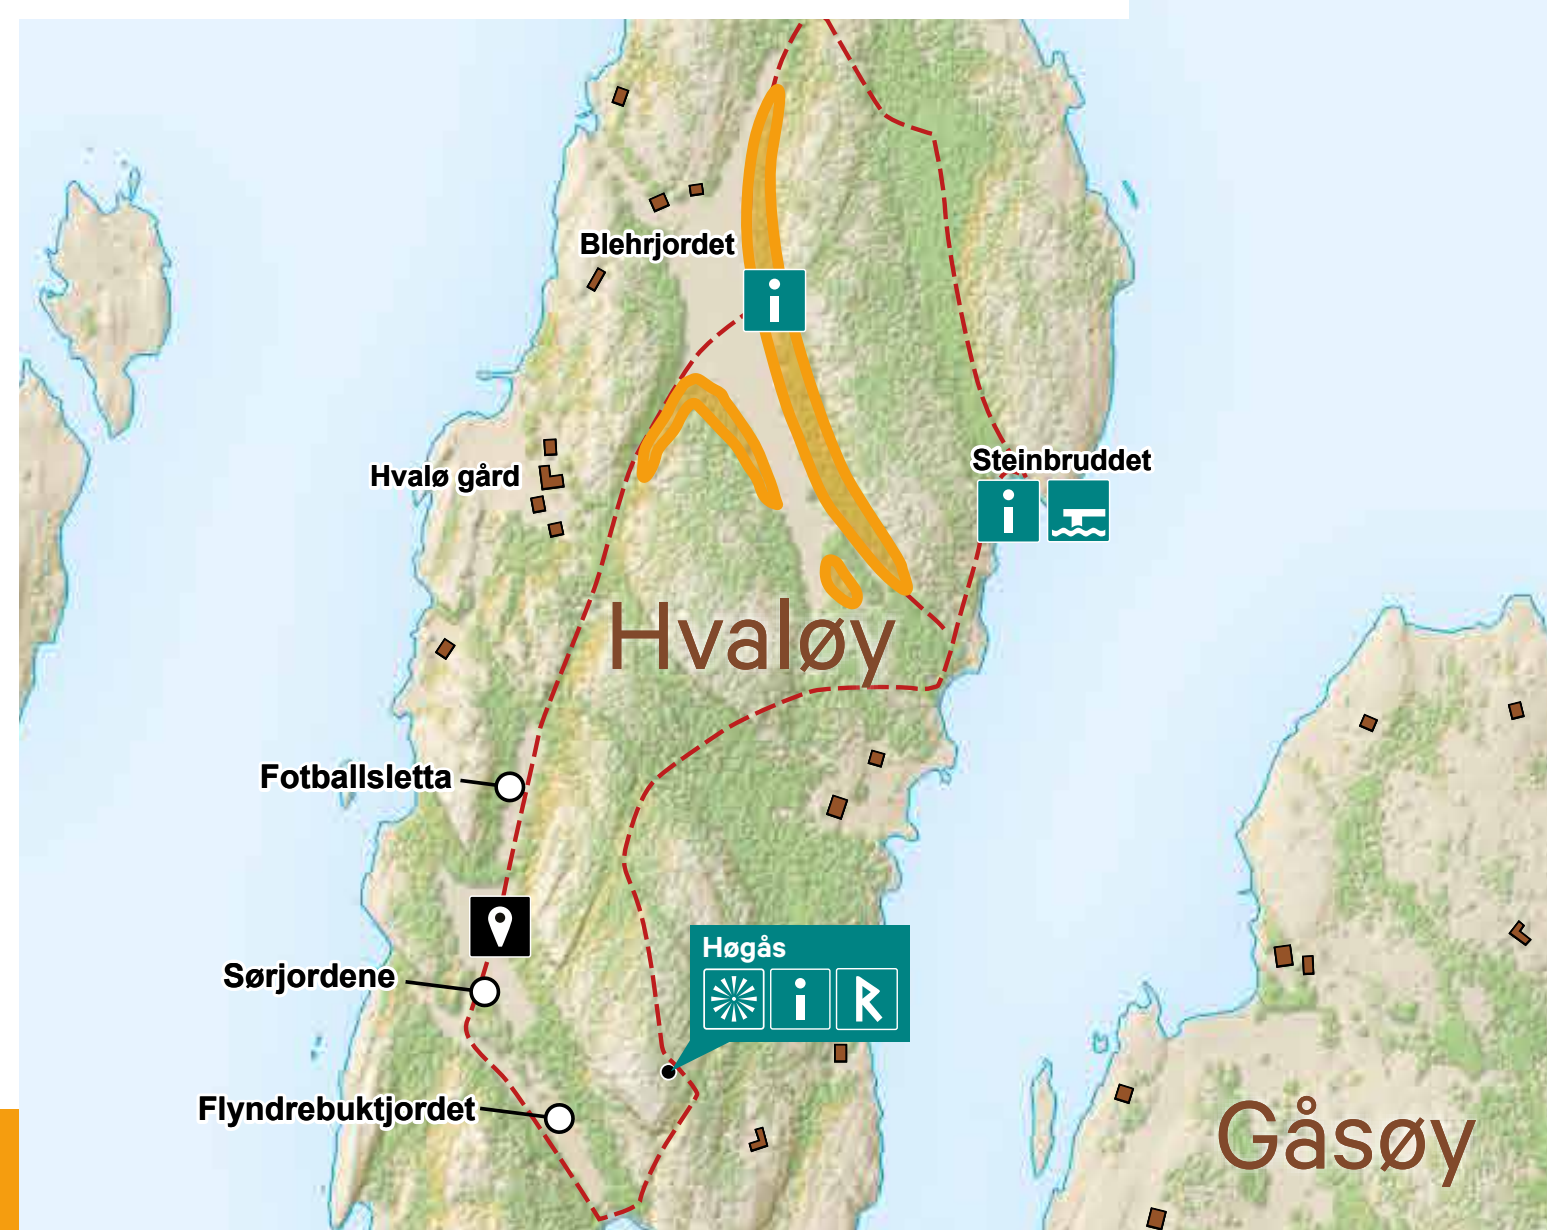 Blehrjordet
Steinbruddet
Hvalø gård
Hvaløy
Fotballsletta
Høgås
Sørjordene
Flyndrebuktjordet
Gåsøy